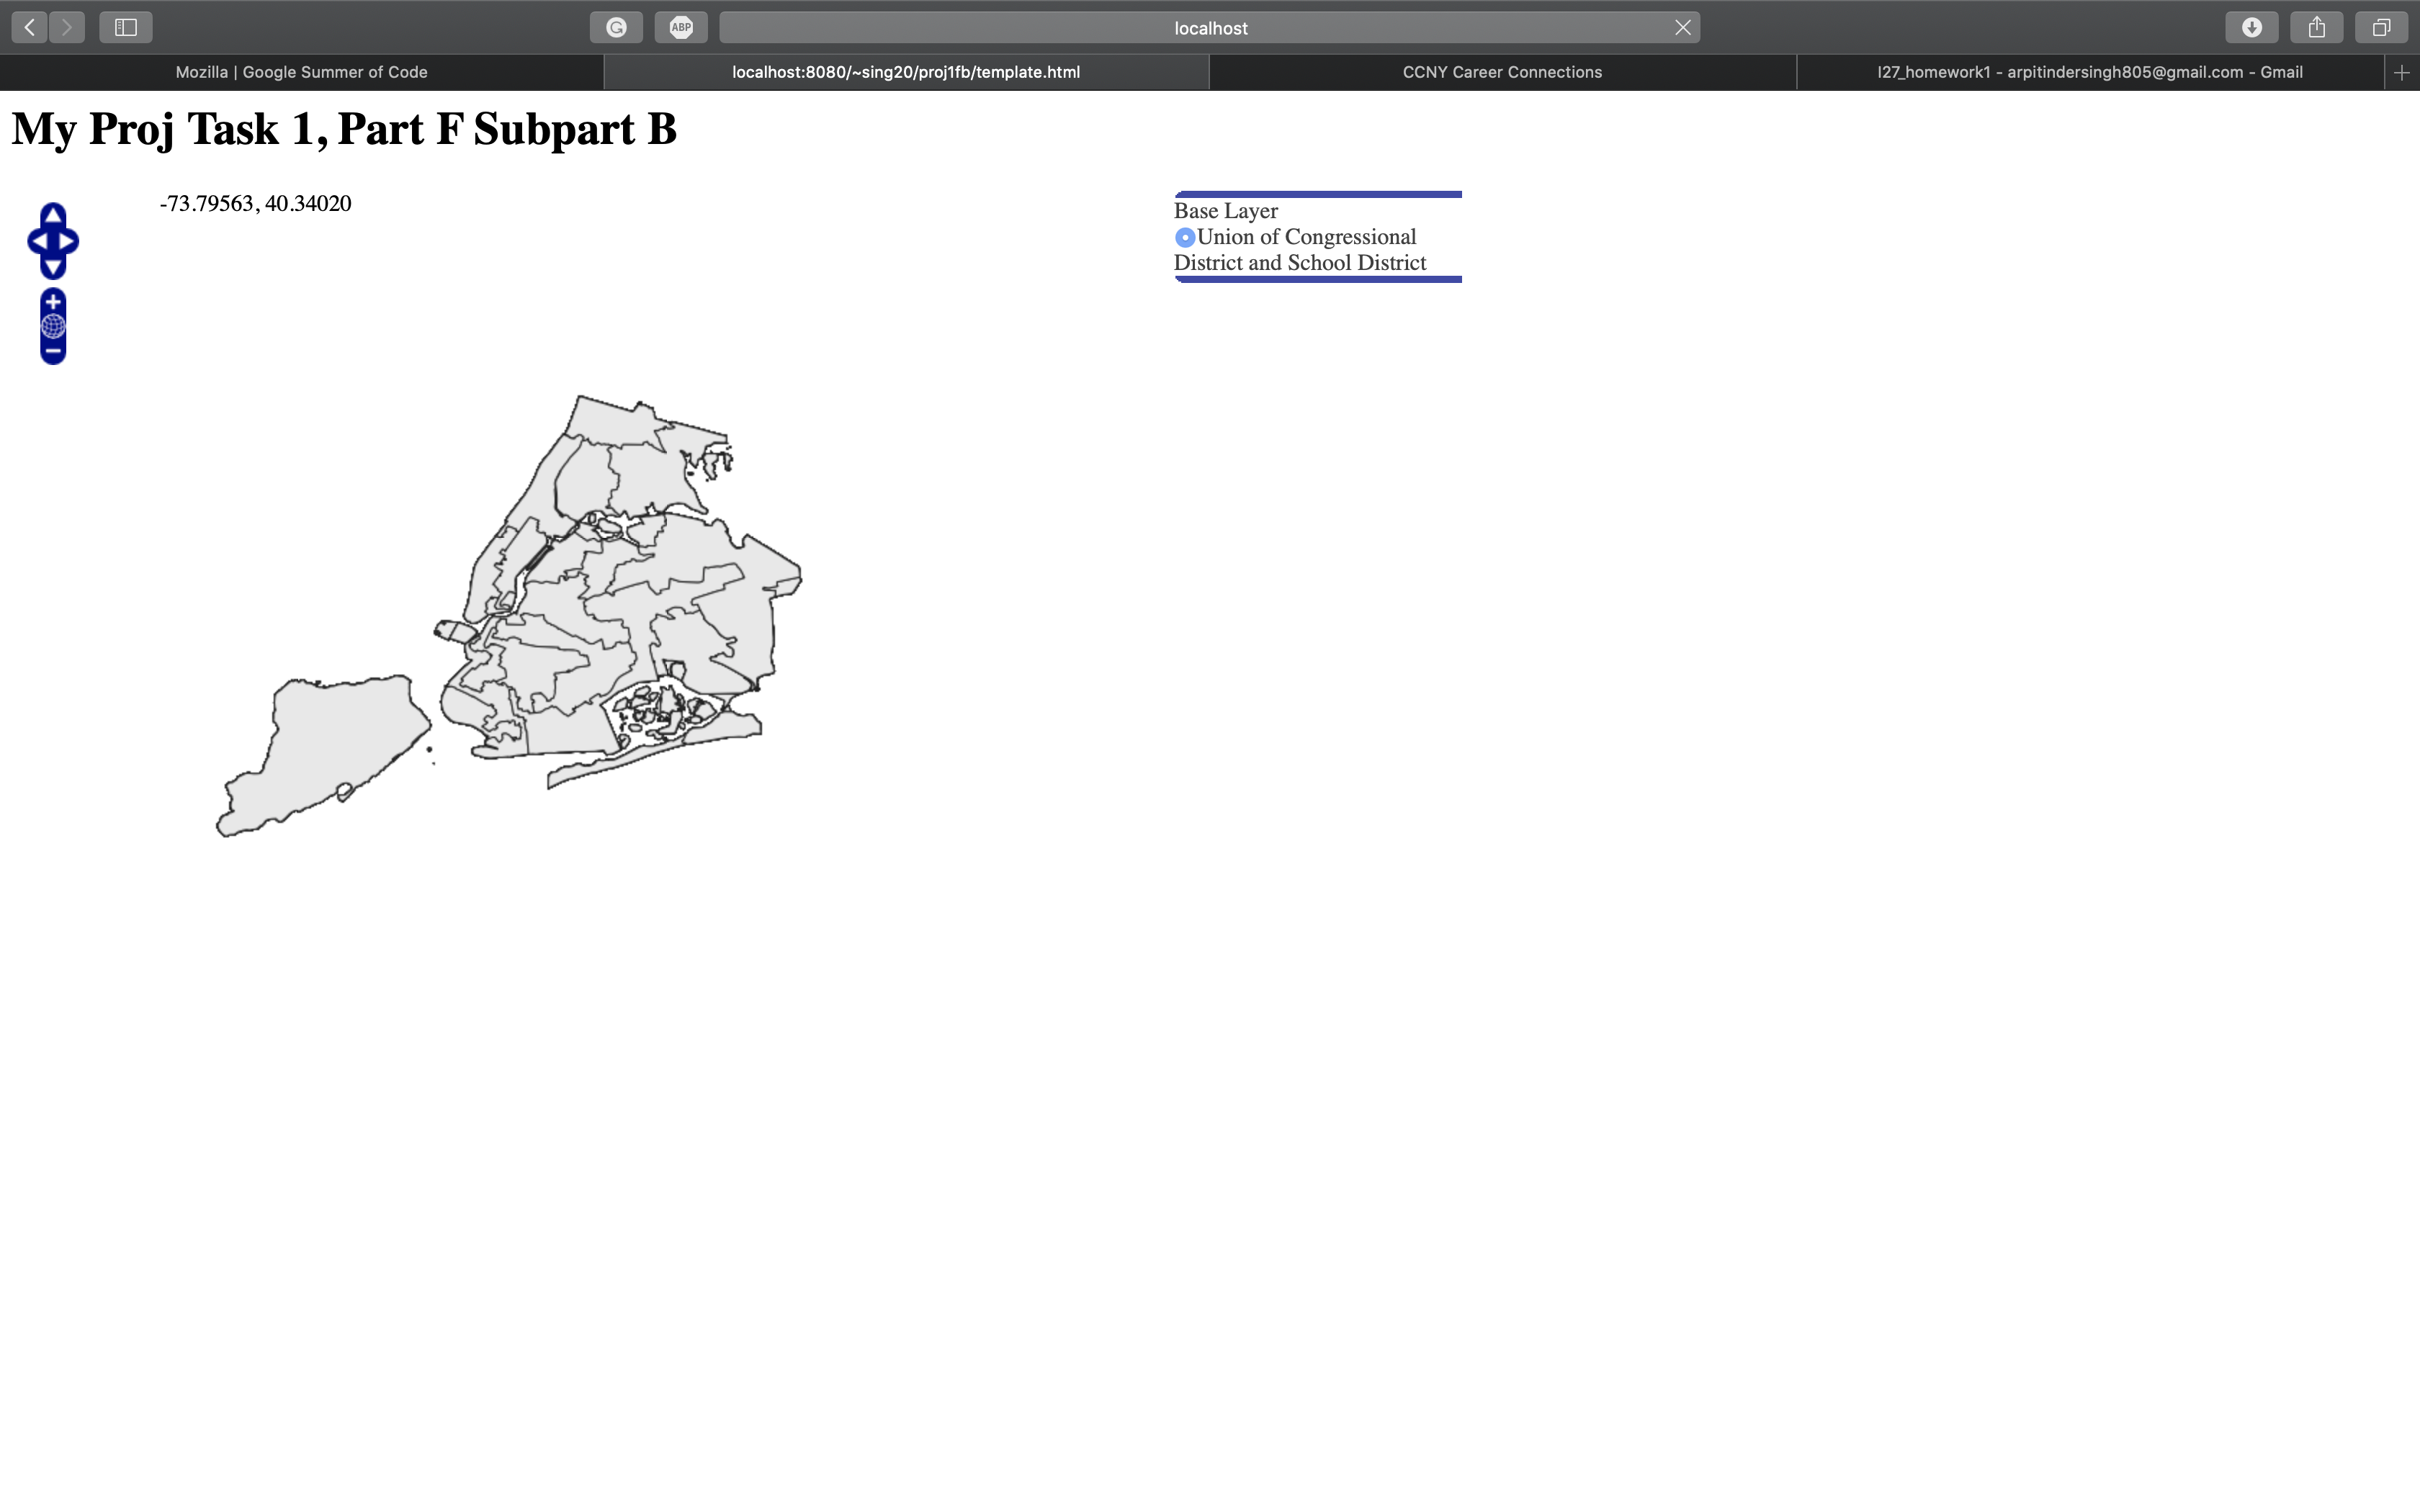 localhost
ABP
Mozilla | Google Summer of Code
localhost:8080/~sing20/proj1fb/template.html
CCNY Career Connections
I27_homework1 - arpitindersingh805@gmail.com - Gmail
My Proj Task 1, Part F Subpart B
-73.79563, 40.34020
Base Layer
Union of Congressional
District and School District